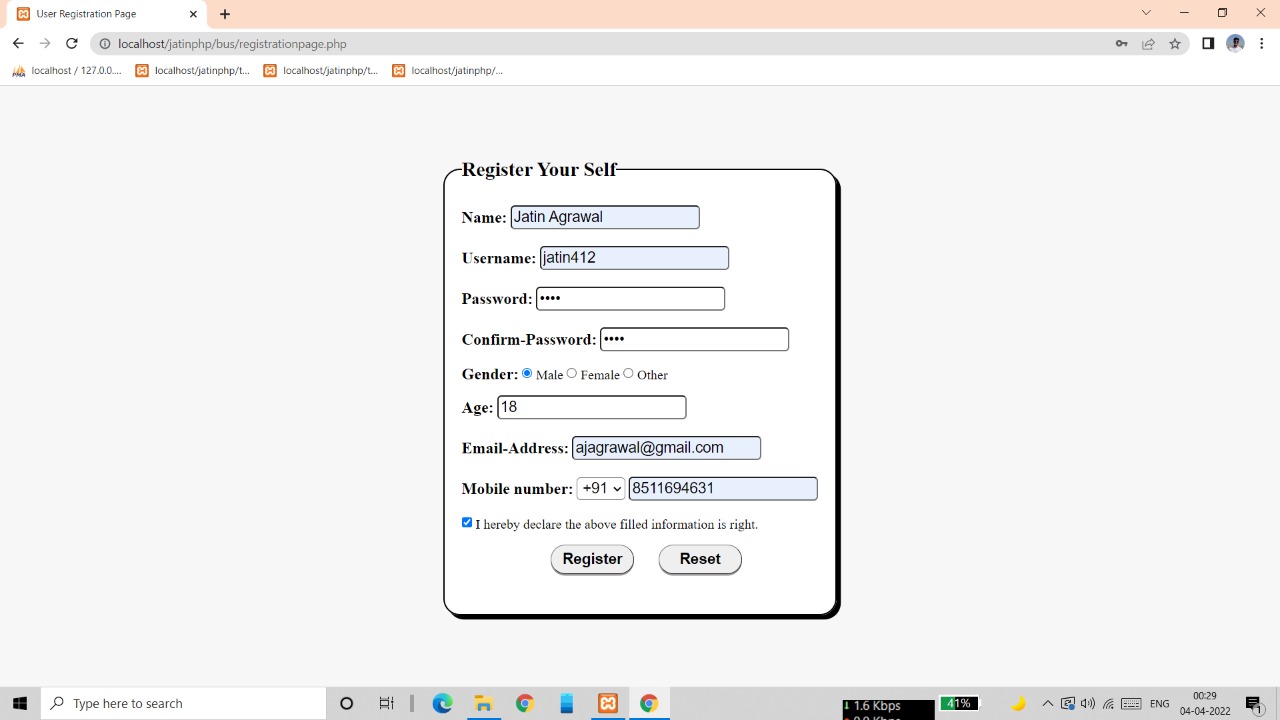 User Registration Page
localhost/jatinphp/bus/registrationpage.php
localhost / 127.0.0.... localhost/jatinphp/t... localhost/jatinphp/t... localhost/jatinphp/...
Register Your Self
Name: Jatin Agrawal
Username: jatin412
Password: ••••
Confirm-Password: ••••
Gender: Male Female Other
Age: 18
Email-Address: ajagrawal@gmail.com
Mobile number: +91 8511694631
I hereby declare the above filled information is right.
Register Reset
Type here to search
1.6 Kbps
41%
ENG
00:29
04-04-2022
1